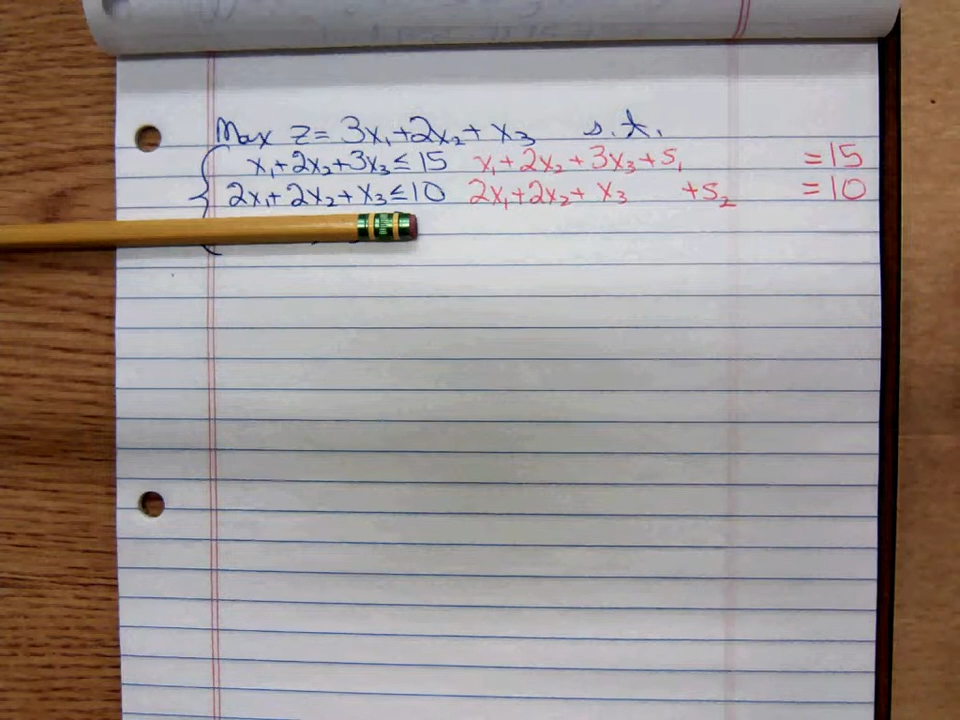 Max z = 3x₁ + 2x₂ + x₃ s.t.
x₁ + 2x₂ + 3x₃ ≤ 15 x₁ + 2x₂ + 3x₃ + s₁ = 15
2x₁ + 2x₂ + x₃ ≤ 10 2x₁ + 2x₂ + x₃ + s₂ = 10